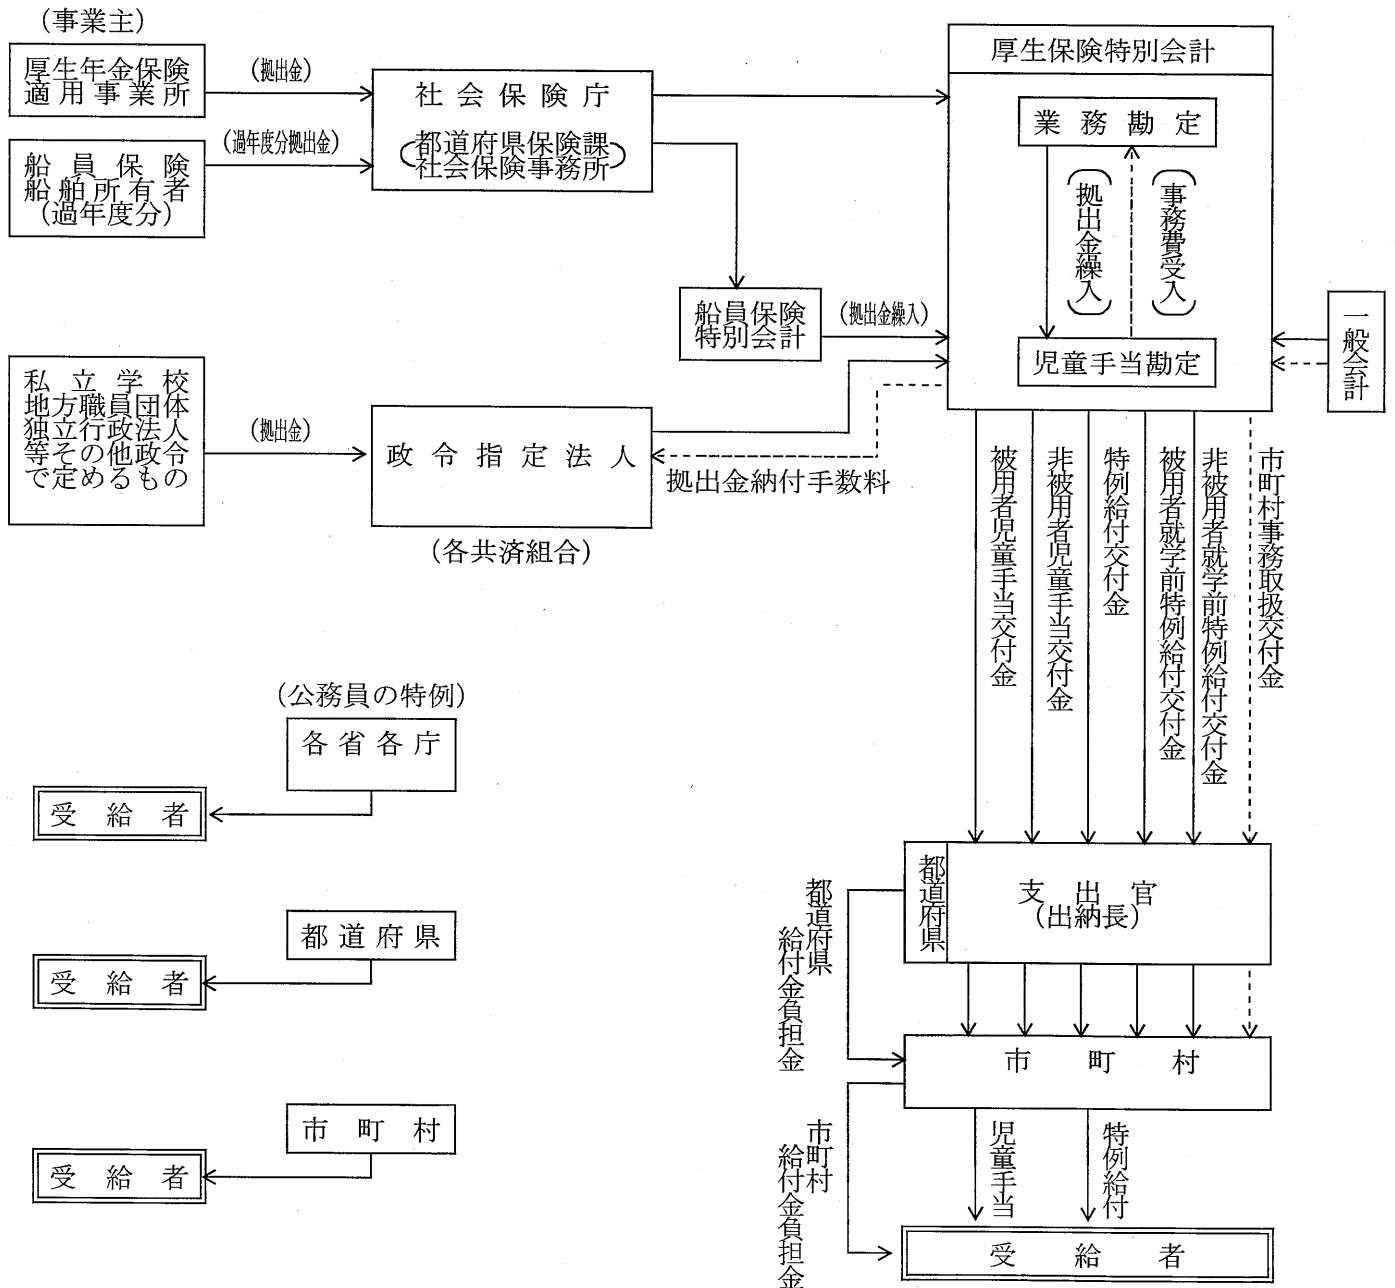 (事業主)
厚生年金保険
適用事業所
(拠出金)
船員保険
船舶所有者
(過年度分)
(過年度分拠出金)
社会保険庁
(都道府県保険課
社会保険事務所)
厚生保険特別会計
業務勘定
(拠出金繰入)
(事務費受入)
児童手当勘定
一般会計
船員保険
特別会計
(拠出金繰入)
私立学校
地方職員団体
独立行政法人
等その他政令
で定めるもの
(拠出金)
政令指定法人
(各共済組合)
拠出金納付手数料
被用者児童手当交付金
非被用者児童手当交付金
特例給付交付金
被用者就学前特例給付交付金
非被用者就学前特例給付交付金
市町村事務取扱交付金
(公務員の特例)
各省各庁
受給者
都道府県
受給者
市町村
受給者
都道府県
支出官
(出納長)
都道府県
給付金負担金
市町村
市町村
給付金負担金
児童手当
特例給付
受給者